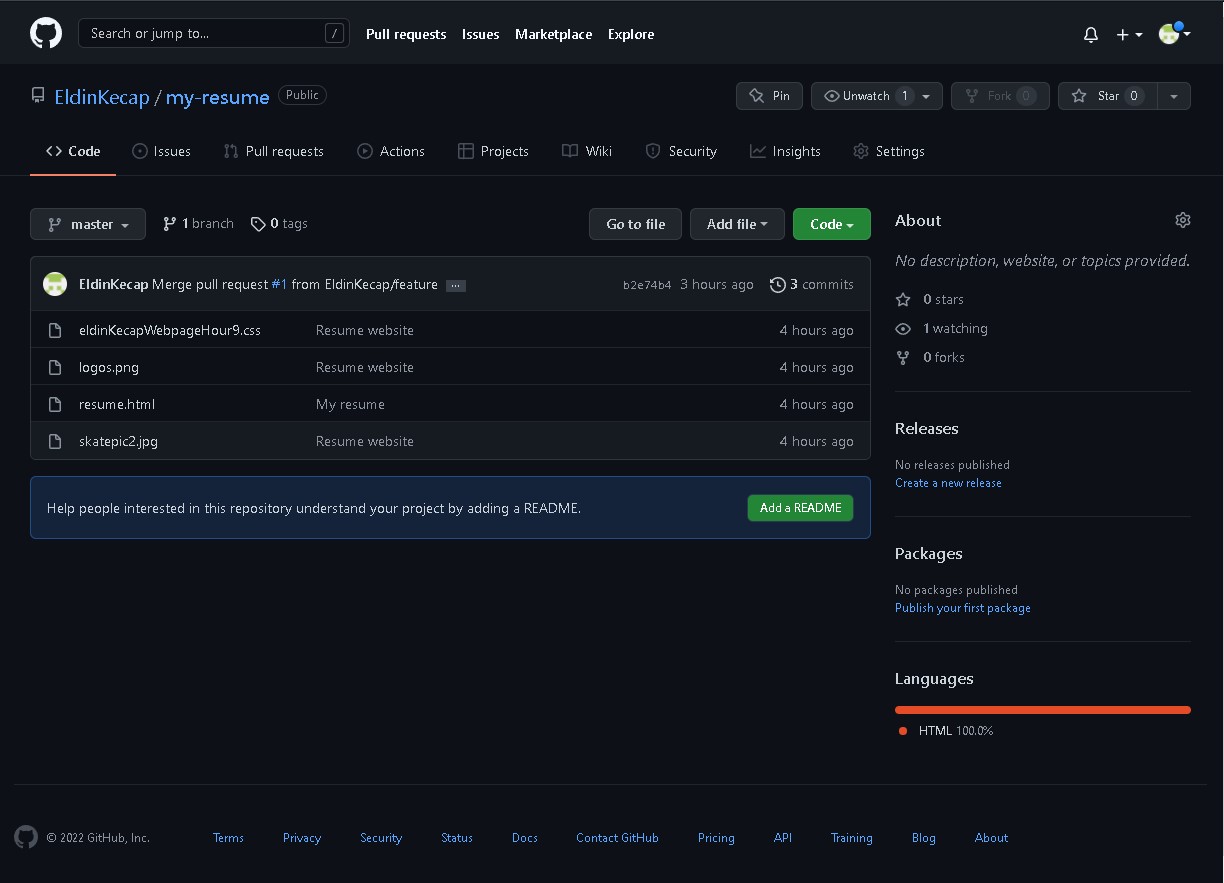 Search or jump to... / Pull requests Issues Marketplace Explore
EldinKecap / my-resume Public Pin Unwatch 1 Fork 0 Star 0
Code Issues Pull requests Actions Projects Wiki Security Insights Settings
master 1 branch 0 tags Go to file Add file Code
EldinKecap Merge pull request #1 from EldinKecap/feature ... b2e74b4 3 hours ago 3 commits
eldinKecapWebpageHour9.css Resume website 4 hours ago
logos.png Resume website 4 hours ago
resume.html My resume 4 hours ago
skatepic2.jpg Resume website 4 hours ago
Help people interested in this repository understand your project by adding a README. Add a README
About
No description, website, or topics provided.
0 stars
1 watching
0 forks
Releases
No releases published
Create a new release
Packages
No packages published
Publish your first package
Languages
HTML 100.0%
© 2022 GitHub, Inc. Terms Privacy Security Status Docs Contact GitHub Pricing API Training Blog About